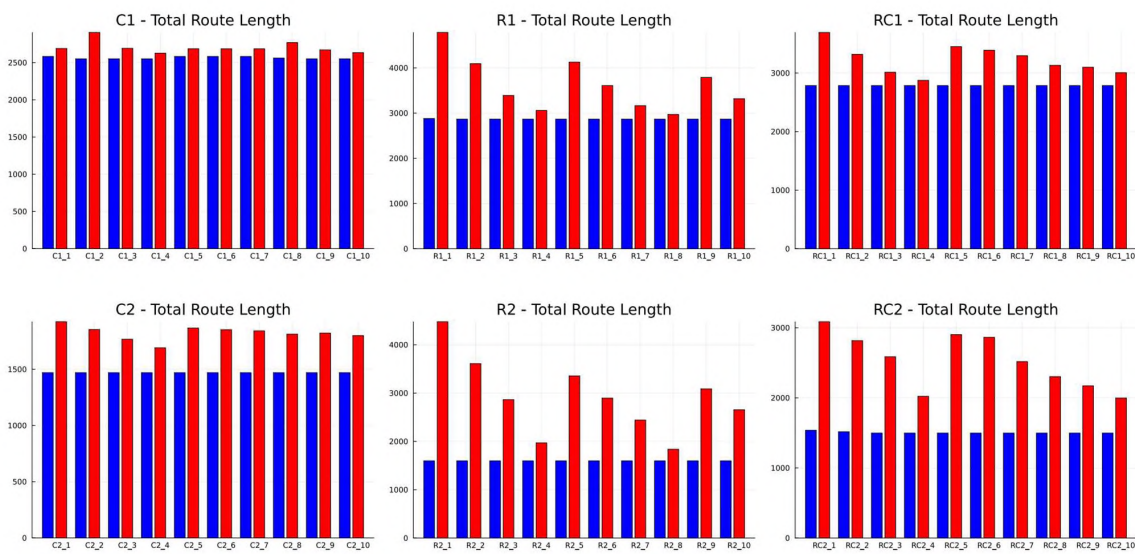 C1 - Total Route Length
2500
2000
1500
1000
500
0
C1_1 C1_2 C1_3 C1_4 C1_5 C1_6 C1_7 C1_8 C1_9 C1_10
R1 - Total Route Length
4000
3000
2000
1000
0
R1_1 R1_2 R1_3 R1_4 R1_5 R1_6 R1_7 R1_8 R1_9 R1_10
RC1 - Total Route Length
3000
2000
1000
0
RC1_1 RC1_2 RC1_3 RC1_4 RC1_5 RC1_6 RC1_7 RC1_8 RC1_9 RC1_10
C2 - Total Route Length
1500
1000
500
0
C2_1 C2_2 C2_3 C2_4 C2_5 C2_6 C2_7 C2_8 C2_9 C2_10
R2 - Total Route Length
4000
3000
2000
1000
0
R2_1 R2_2 R2_3 R2_4 R2_5 R2_6 R2_7 R2_8 R2_9 R2_10
RC2 - Total Route Length
3000
2000
1000
0
RC2_1 RC2_2 RC2_3 RC2_4 RC2_5 RC2_6 RC2_7 RC2_8 RC2_9 RC2_10